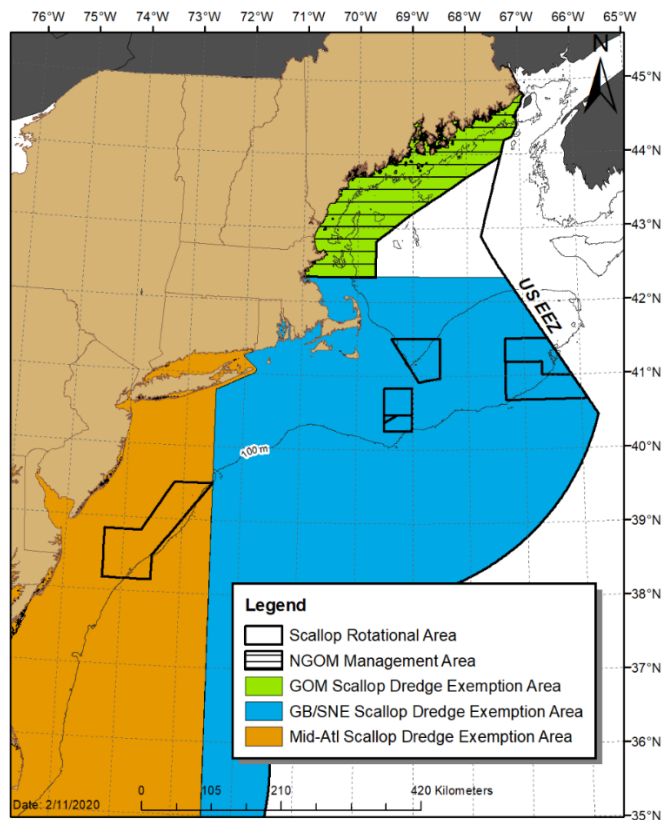 76°W 75°W 74°W 73°W 72°W 71°W 70°W 69°W 68°W 67°W 66°W 65°W
N
45°N
44°N
43°N
42°N
US EEZ
41°N
40°N
100 m
39°N
38°N
Legend
Scallop Rotational Area
NGOM Management Area
GOM Scallop Dredge Exemption Area
GB/SNE Scallop Dredge Exemption Area
Mid-Atl Scallop Dredge Exemption Area
37°N
36°N
0 105 210 420 Kilometers
Date: 2/11/2020
35°N